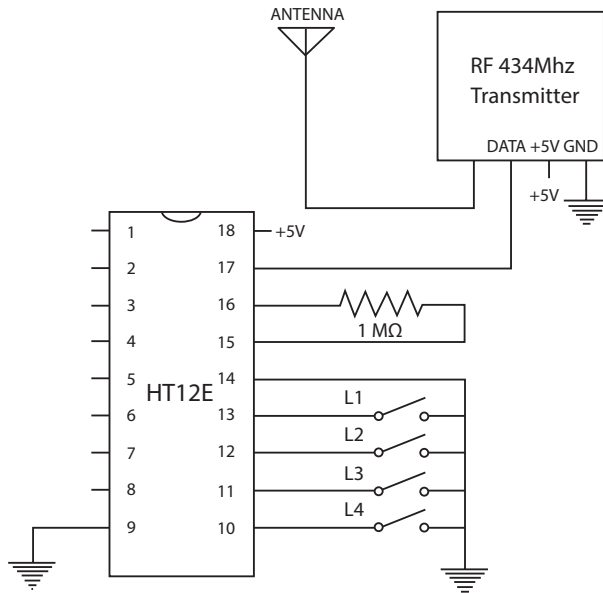 ANTENNA
RF 434Mhz
Transmitter
DATA +5V GND
+5V
1 18 +5V
2 17
3 16
1 MΩ
4 15
5 14
HT12E
L1
6 13
L2
7 12
L3
8 11
L4
9 10